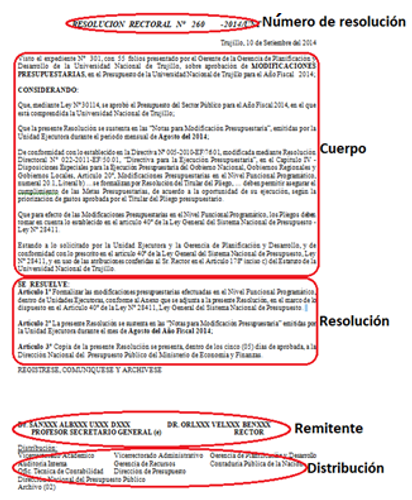 RESOLUCION RECTORAL Nº 260 -2014/UNT
Número de resolución
Trujillo, 10 de Setiembre del 2014
Visto el expediente Nº 301, con 55 folios presentado por el Gerente de la Gerencia de Planificación y
Desarrollo de la Universidad Nacional de Trujillo, sobre aprobación de MODIFICACIONES
PRESUPUESTARIAS, en el Presupuesto de la Universidad Nacional de Trujillo para el Año Fiscal 2014;
CONSIDERANDO:
Que, mediante Ley Nº 30114, se aprobó el Presupuesto del Sector Público para el Año Fiscal 2014, en el que
está comprendida la Universidad Nacional de Trujillo;
Que la presente Resolución se sustenta en las "Notas para Modificación Presupuestaria", emitidas por la
Unidad Ejecutora durante el periodo mensual de Agosto del 2014;
De conformidad con lo establecido en la Directiva Nº 005-2010-EF/76.01, modificada mediante Resolución
Directoral Nº 022-2011-EF/50.01, "Directiva para la Ejecución Presupuestaria", en el Capítulo IV -
Disposiciones Especiales para la Ejecución Presupuestaria del Gobierno Nacional, Gobiernos Regionales y
Gobiernos Locales, Artículo 20°, Modificaciones Presupuestarias en el Nivel Funcional Programático,
numeral 20.1, Literal b) ... se formalizan por Resolución del Titular del Pliego, ... deben permitir asegurar el
cumplimiento de las Metas Presupuestarias, de acuerdo a la oportunidad de su ejecución, según la
priorización de gastos aprobada por el Titular del Pliego presupuestario.
Cuerpo
Que para efecto de las Modificaciones Presupuestarias en el Nivel Funcional Programático, los Pliegos deben
tomar en cuenta lo establecido en el artículo 40º de la Ley General del Sistema Nacional de Presupuesto -
Ley Nº 28411.
Estando a lo solicitado por la Unidad Ejecutora y la Gerencia de Planificación y Desarrollo, y de
conformidad con lo prescrito en el artículo 40º de la Ley General del Sistema Nacional de Presupuesto, Ley
Nº 28411, y en uso de las atribuciones conferidas al Sr. Rector en el Artículo 178º inciso c) del Estatuto de la
Universidad Nacional de Trujillo.
SE RESUELVE:
Artículo 1° Formalizar las modificaciones presupuestarias efectuadas en el Nivel Funcional Programático,
dentro de Unidades Ejecutoras, conforme al Anexo que se adjunta a la presente Resolución, en el marco de lo
dispuesto en el Artículo 40º de la Ley 28411, Ley General del Sistema Nacional de Presupuesto.
Artículo 2° La presente Resolución se sustenta en las "Notas para Modificación Presupuestaria" emitidas por
la Unidad Ejecutora durante el mes de Agosto del Año Fiscal 2014;
Resolución
Artículo 3° Copia de la presente Resolución se presenta, dentro de los cinco (05) días de aprobada, a la
Dirección Nacional del Presupuesto Público del Ministerio de Economía y Finanzas.
REGISTRESE, COMUNIQUESE Y ARCHIVESE
DR. SANXXX ALBXXX UXXX DXXX DR. ORLXXX VELXXX BENXXX
PROFESOR SECRETARIO GENERAL (e) RECTOR
Remitente
Distribución:
Vicerrectorado Académico Vicerrectorado Administrativo Gerencia de Planificación y Desarrollo
Auditoría Interna Gerencia de Recursos Contaduría Pública de la Nación
Ofic. Técnica de Contabilidad Dirección de Presupuesto
Dirección Nacional del Presupuesto Público
Archivo (02)
Distribución